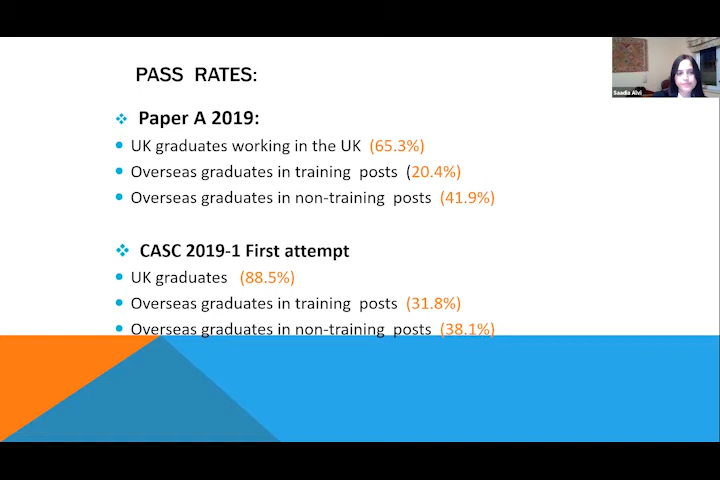 PASS RATES:
Saadia Alvi
Paper A 2019:
UK graduates working in the UK (65.3%)
Overseas graduates in training posts (20.4%)
Overseas graduates in non-training posts (41.9%)
CASC 2019-1 First attempt
UK graduates (88.5%)
Overseas graduates in training posts (31.8%)
Overseas graduates in non-training posts (38.1%)